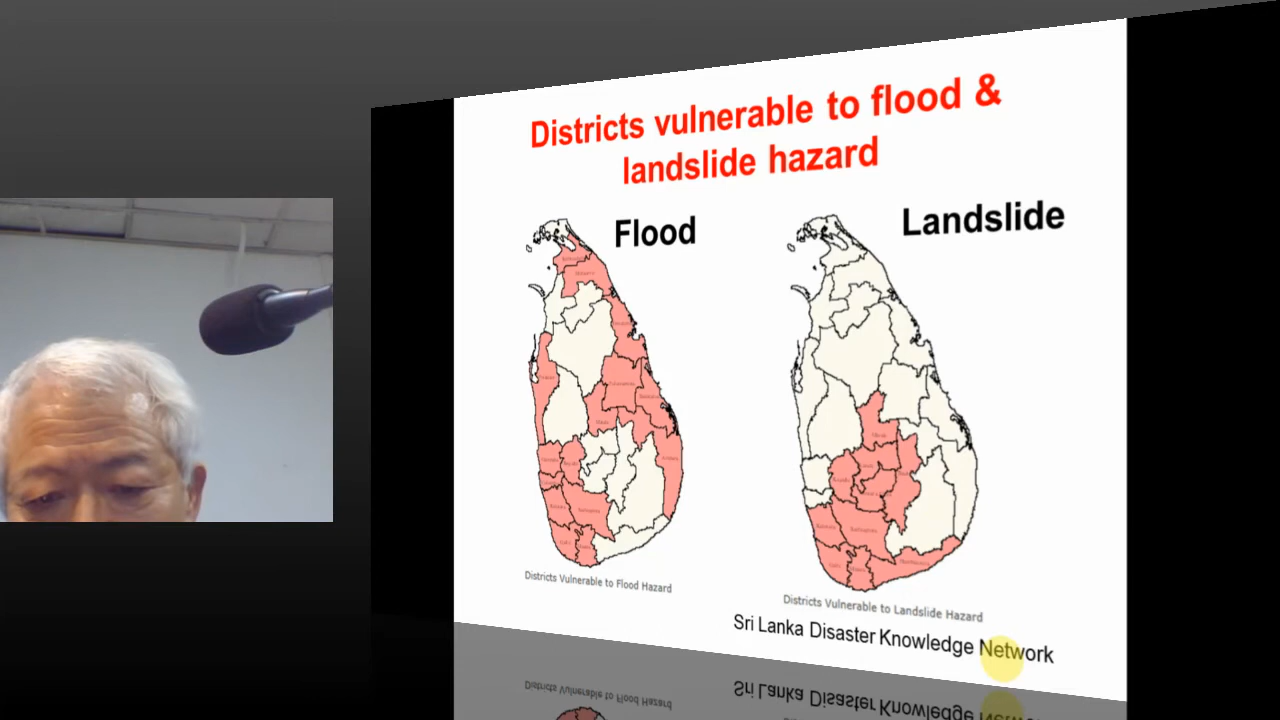 Districts vulnerable to flood &
landslide hazard
Flood
Landslide
Districts Vulnerable to Flood Hazard
Districts Vulnerable to Landslide Hazard
Sri Lanka Disaster Knowledge Network